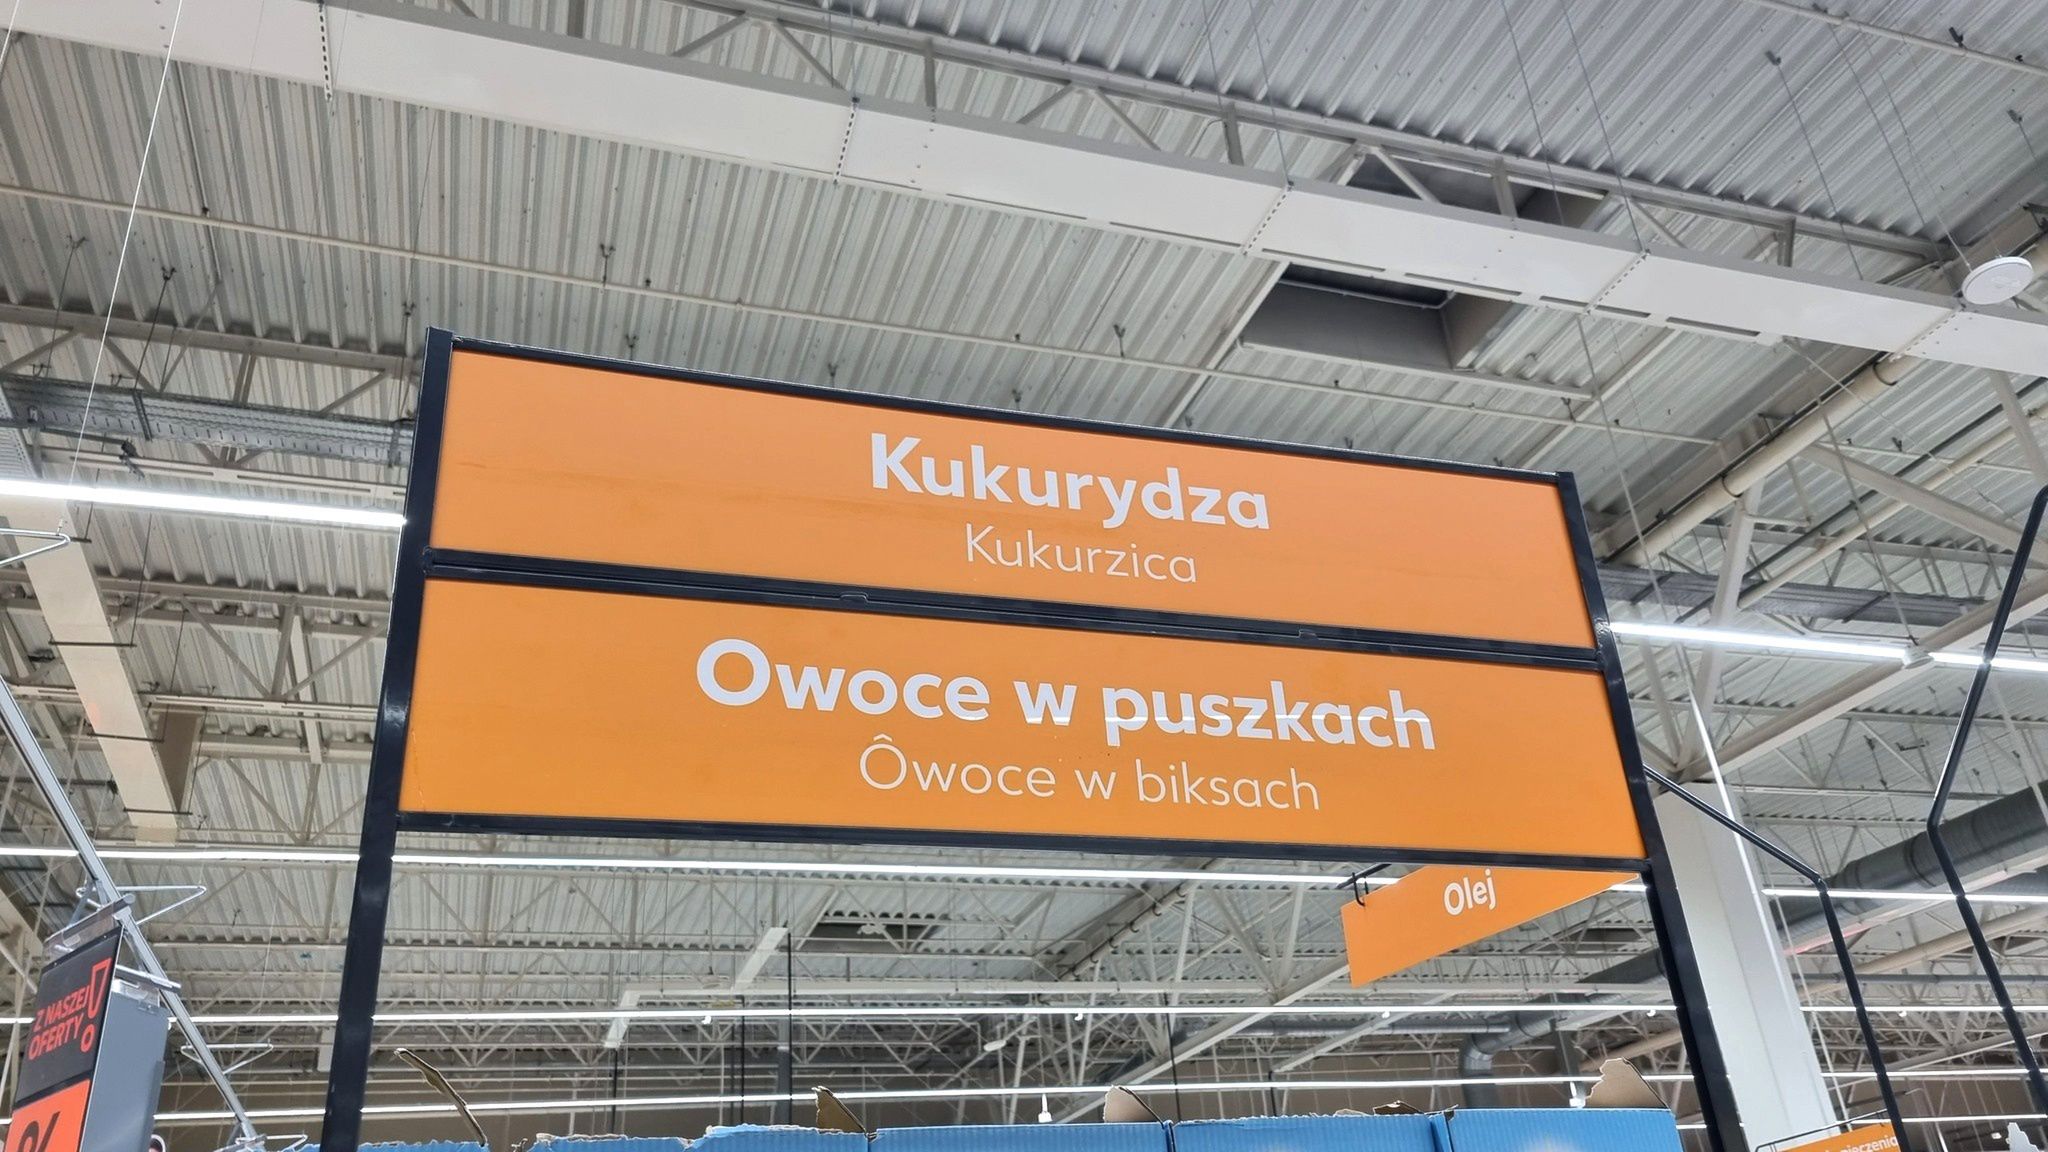 Kukurydza
Kukurzica
Owoce w puszkach
Ôwoce w biksach
Olej
Z NASZEJ
OFERTY!
%